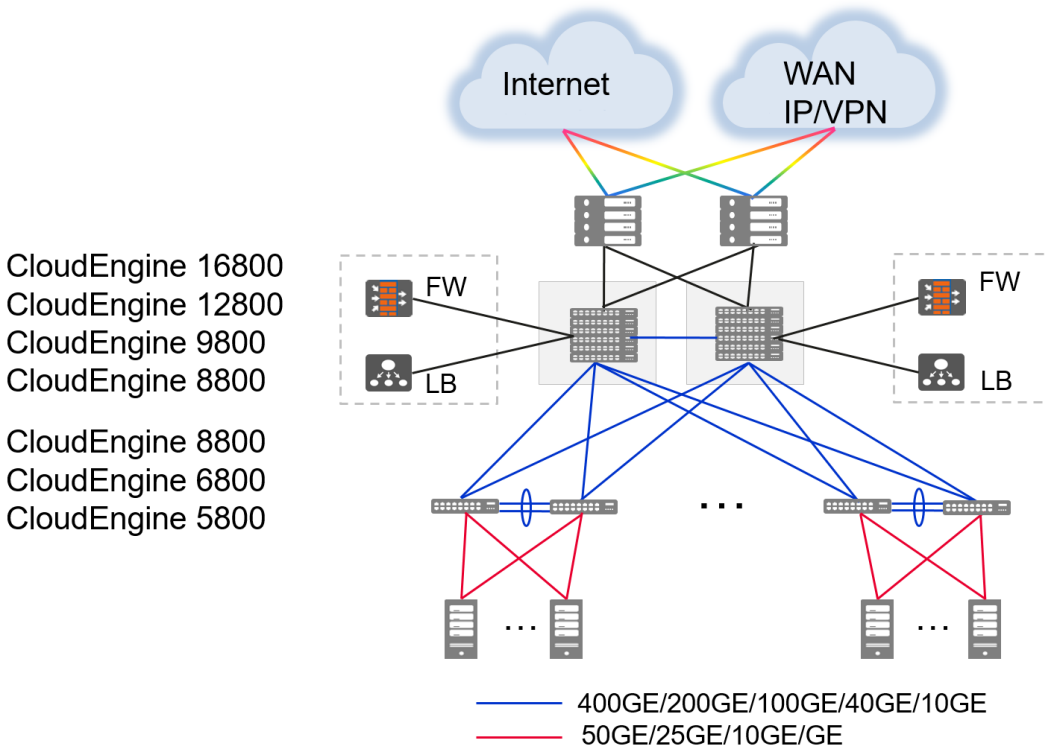 Internet
WAN
IP/VPN
CloudEngine 16800
CloudEngine 12800
CloudEngine 9800
CloudEngine 8800
FW
LB
FW
LB
CloudEngine 8800
CloudEngine 6800
CloudEngine 5800
...
... ...
400GE/200GE/100GE/40GE/10GE
50GE/25GE/10GE/GE